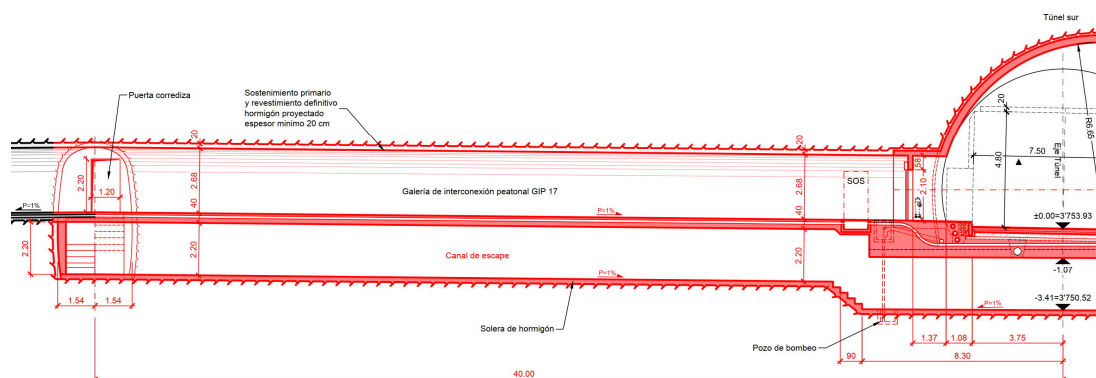 Túnel sur
Puerta corrediza
Sostenimiento primario
y revestimiento definitivo
hormigón proyectado
espesor mínimo 20 cm
20
20
20
R6.65
58
7.50
4.80
Eje Túnel
2.20
1.20
2.68
Galería de interconexión peatonal GIP 17
2.68
SOS
2.10
P=1%
40
P=1%
40
±0.00=3'753.93
2.20
2.20
Canal de escape
2.20
-1.07
P=1%
-3.41=3'750.52
P=1%
1.54
1.54
Solera de hormigón
Pozo de bombeo
1.37
1.08
3.75
90
8.30
40.00